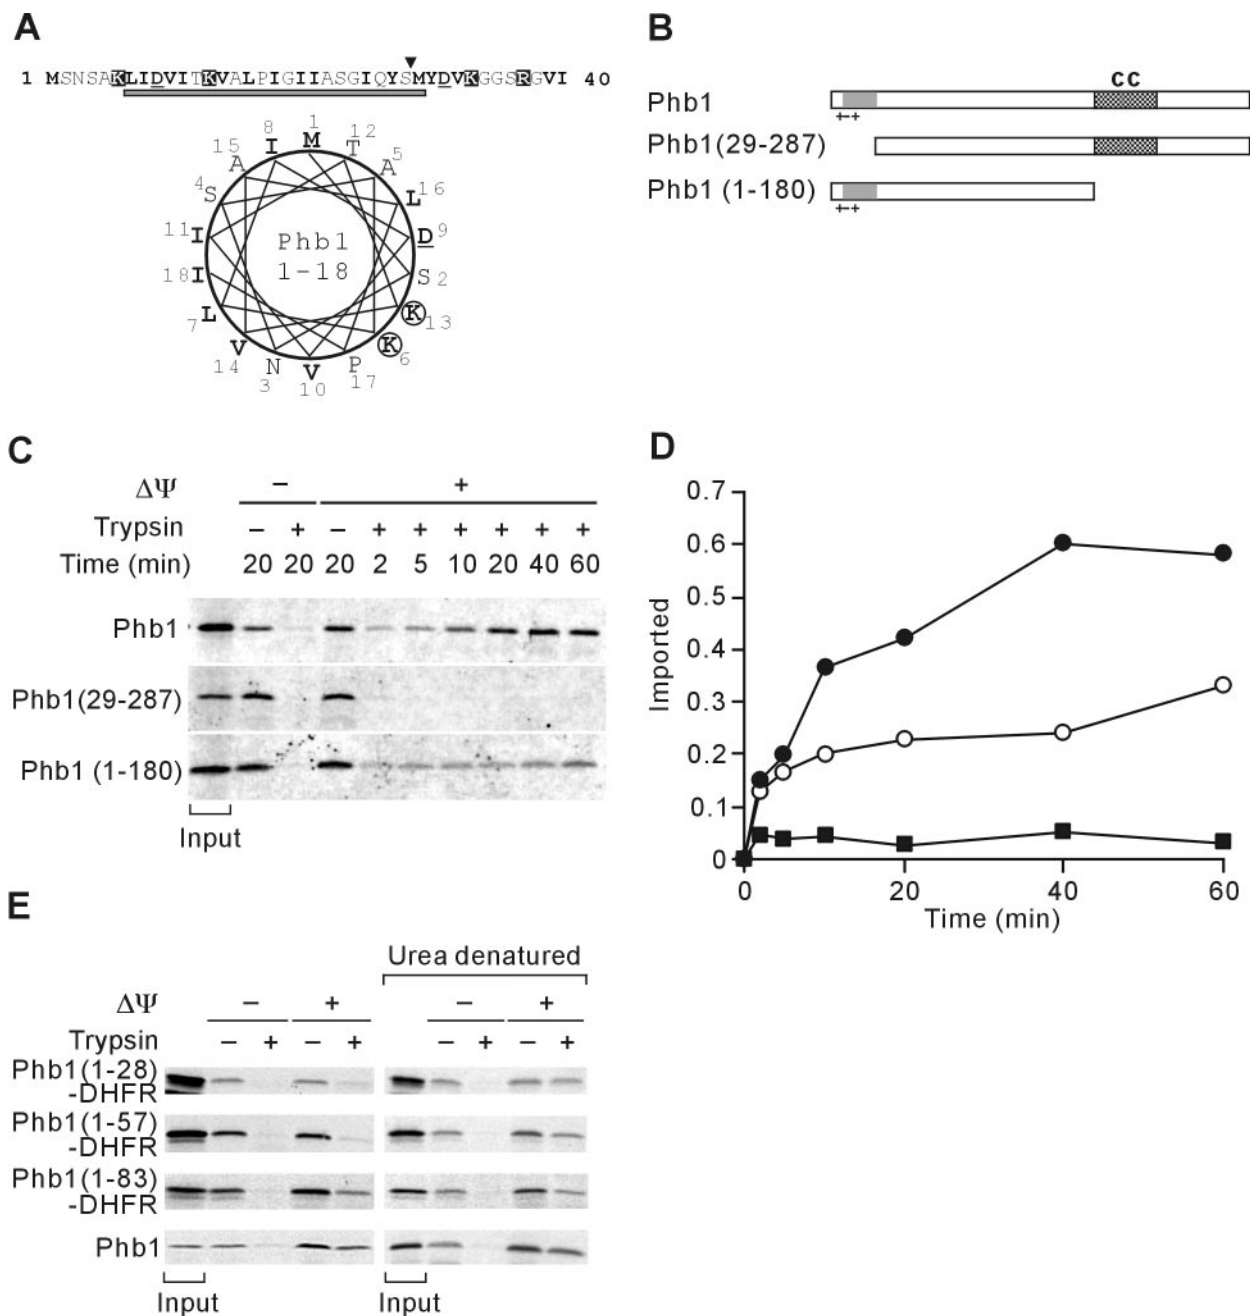 A
▼
1 MSNSAKLIDVITKVALPIGIIASGIQYSMYDVKGGSRGVI 40
8 1 12
15 I M T 5
A A
4 S L 16
11 I D 9
Phb1
1-18
18 I S 2
7 L K 13
14 V K 6
N V P
3 10 17
B
CC
Phb1
+-+
Phb1(29-287)
Phb1 (1-180)
+-+
C
ΔΨ − +
Trypsin − + − + + + + + +
Time (min) 20 20 20 2 5 10 20 40 60
Phb1
Phb1(29-287)
Phb1 (1-180)
Input
D
0.7
0.6
0.5
0.4
0.3
0.2
0.1
0
Imported
0 20 40 60
Time (min)
E
Urea denatured
ΔΨ − + − +
Trypsin − + − + − + − +
Phb1(1-28)
-DHFR
Phb1(1-57)
-DHFR
Phb1(1-83)
-DHFR
Phb1
Input Input